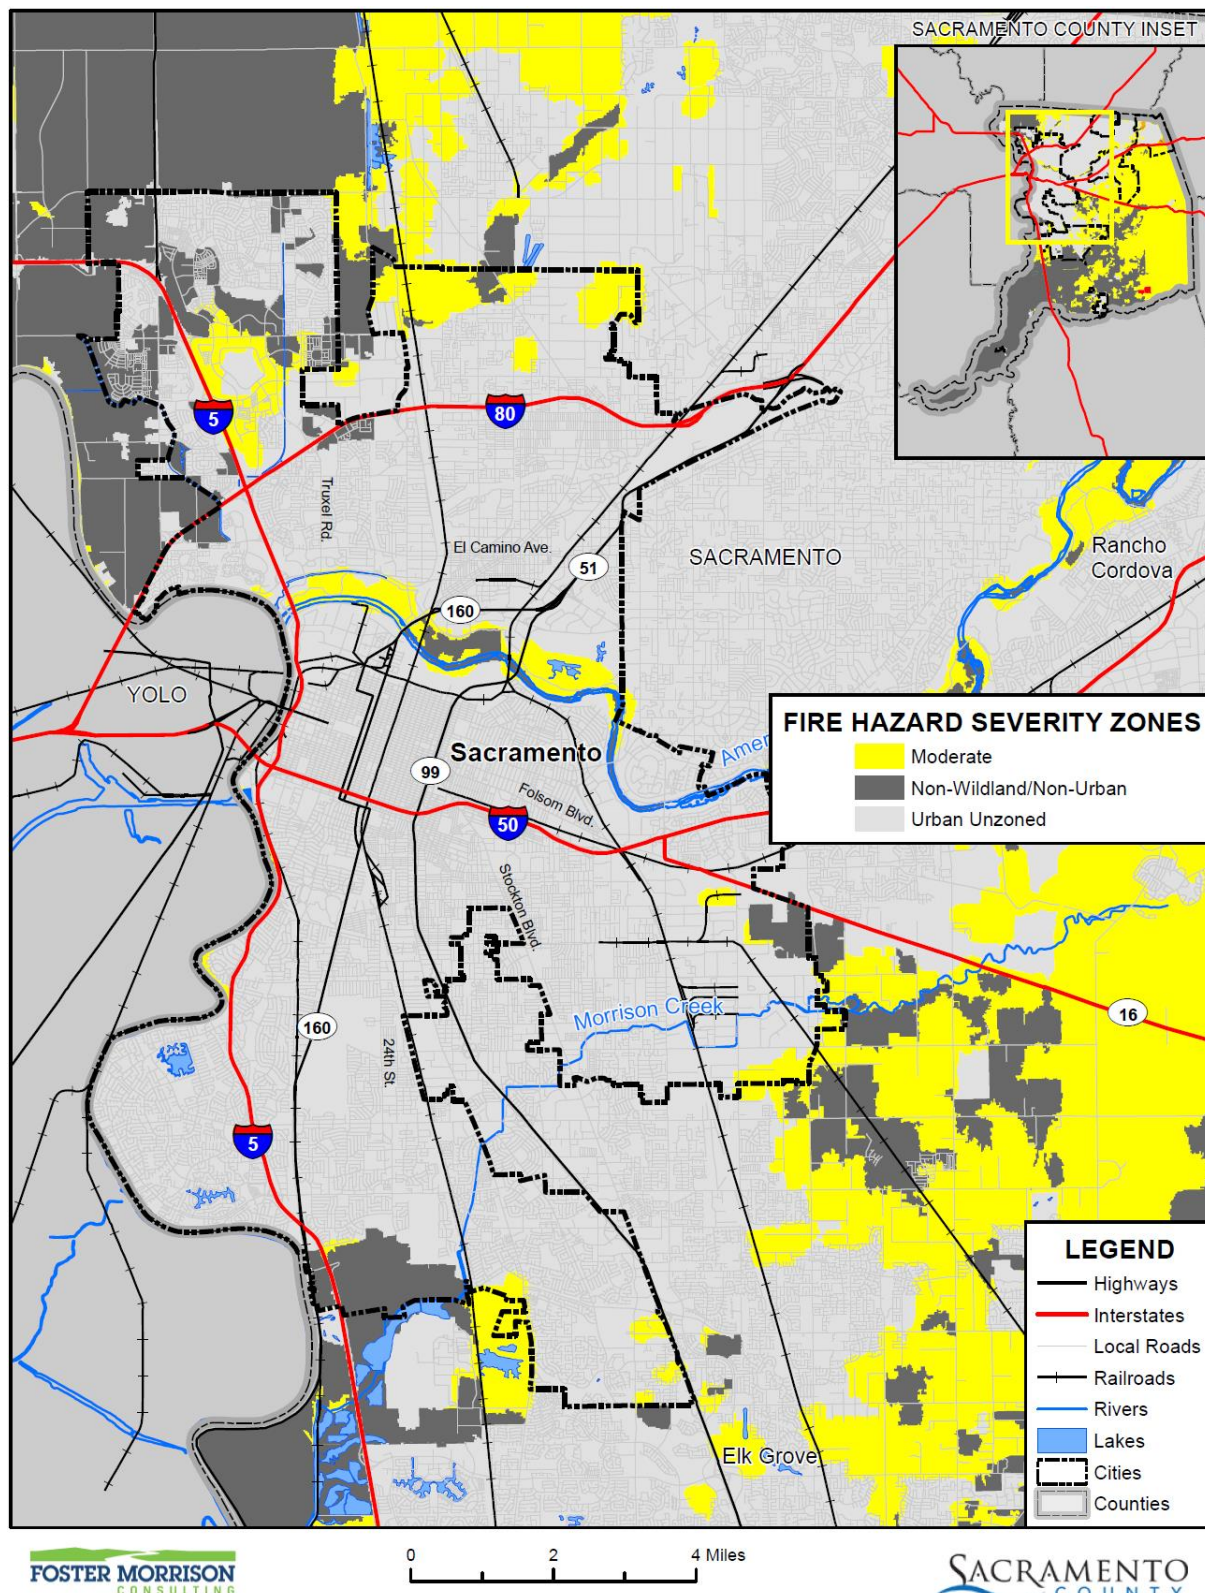 SACRAMENTO COUNTY INSET
5
80
Truxel Rd.
El Camino Ave.
51
SACRAMENTO
Rancho
Cordova
160
YOLO
FIRE HAZARD SEVERITY ZONES
Moderate
Non-Wildland/Non-Urban
Urban Unzoned
Sacramento
Amer
99
Folsom Blvd.
50
Stockton Blvd.
Morrison Creek
16
160
24th St.
5
LEGEND
Highways
Interstates
Local Roads
Railroads
Rivers
Lakes
Cities
Counties
Elk Grove
FOSTER MORRISON
CONSULTING
0 2 4 Miles
SACRAMENTO
COUNTY